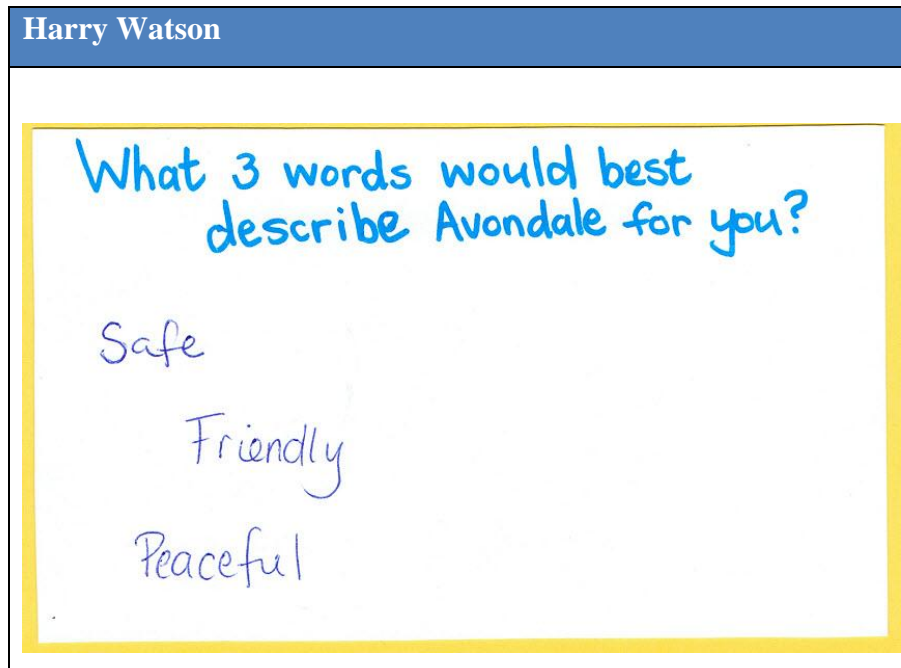 Harry Watson
What 3 words would best
describe Avondale for you?
Safe
Friendly
Peaceful